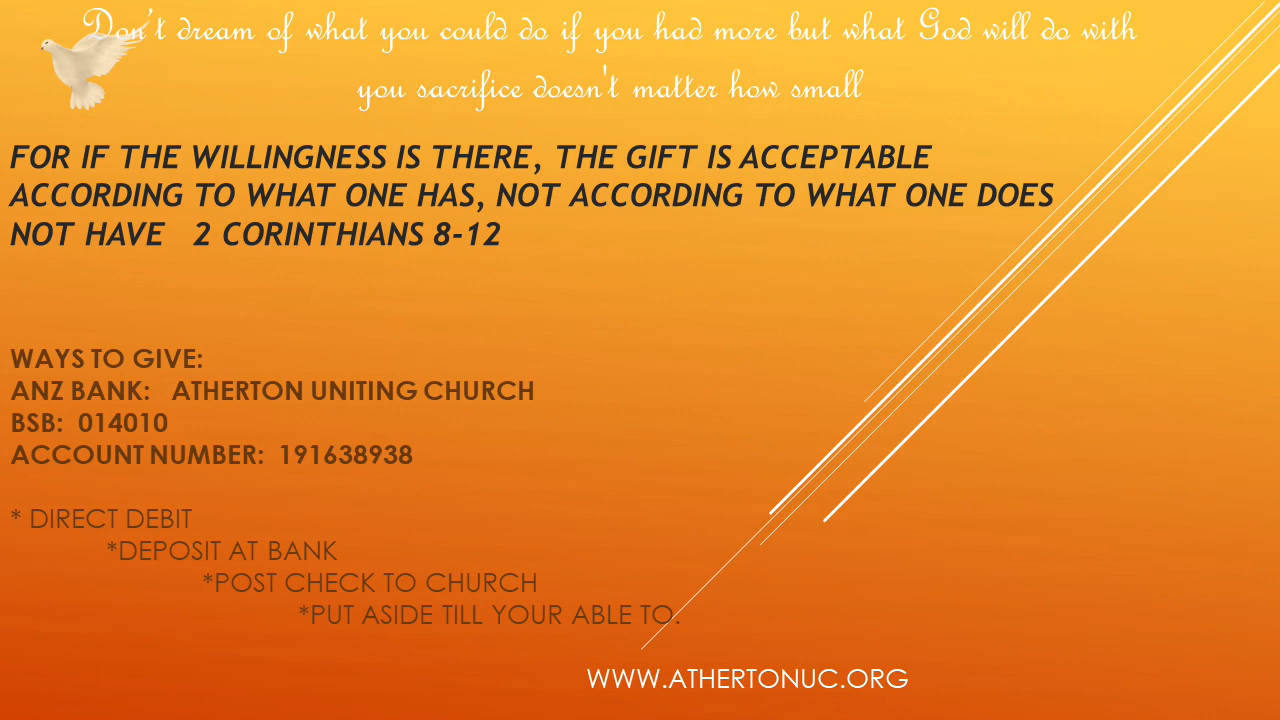 Don't dream of what you could do if you had more but what God will do with
you sacrifice doesn't matter how small
FOR IF THE WILLINGNESS IS THERE, THE GIFT IS ACCEPTABLE
ACCORDING TO WHAT ONE HAS, NOT ACCORDING TO WHAT ONE DOES
NOT HAVE 2 CORINTHIANS 8-12
WAYS TO GIVE:
ANZ BANK: ATHERTON UNITING CHURCH
BSB: 014010
ACCOUNT NUMBER: 191638938
* DIRECT DEBIT
*DEPOSIT AT BANK
*POST CHECK TO CHURCH
*PUT ASIDE TILL YOUR ABLE TO.
WWW.ATHERTONUC.ORG